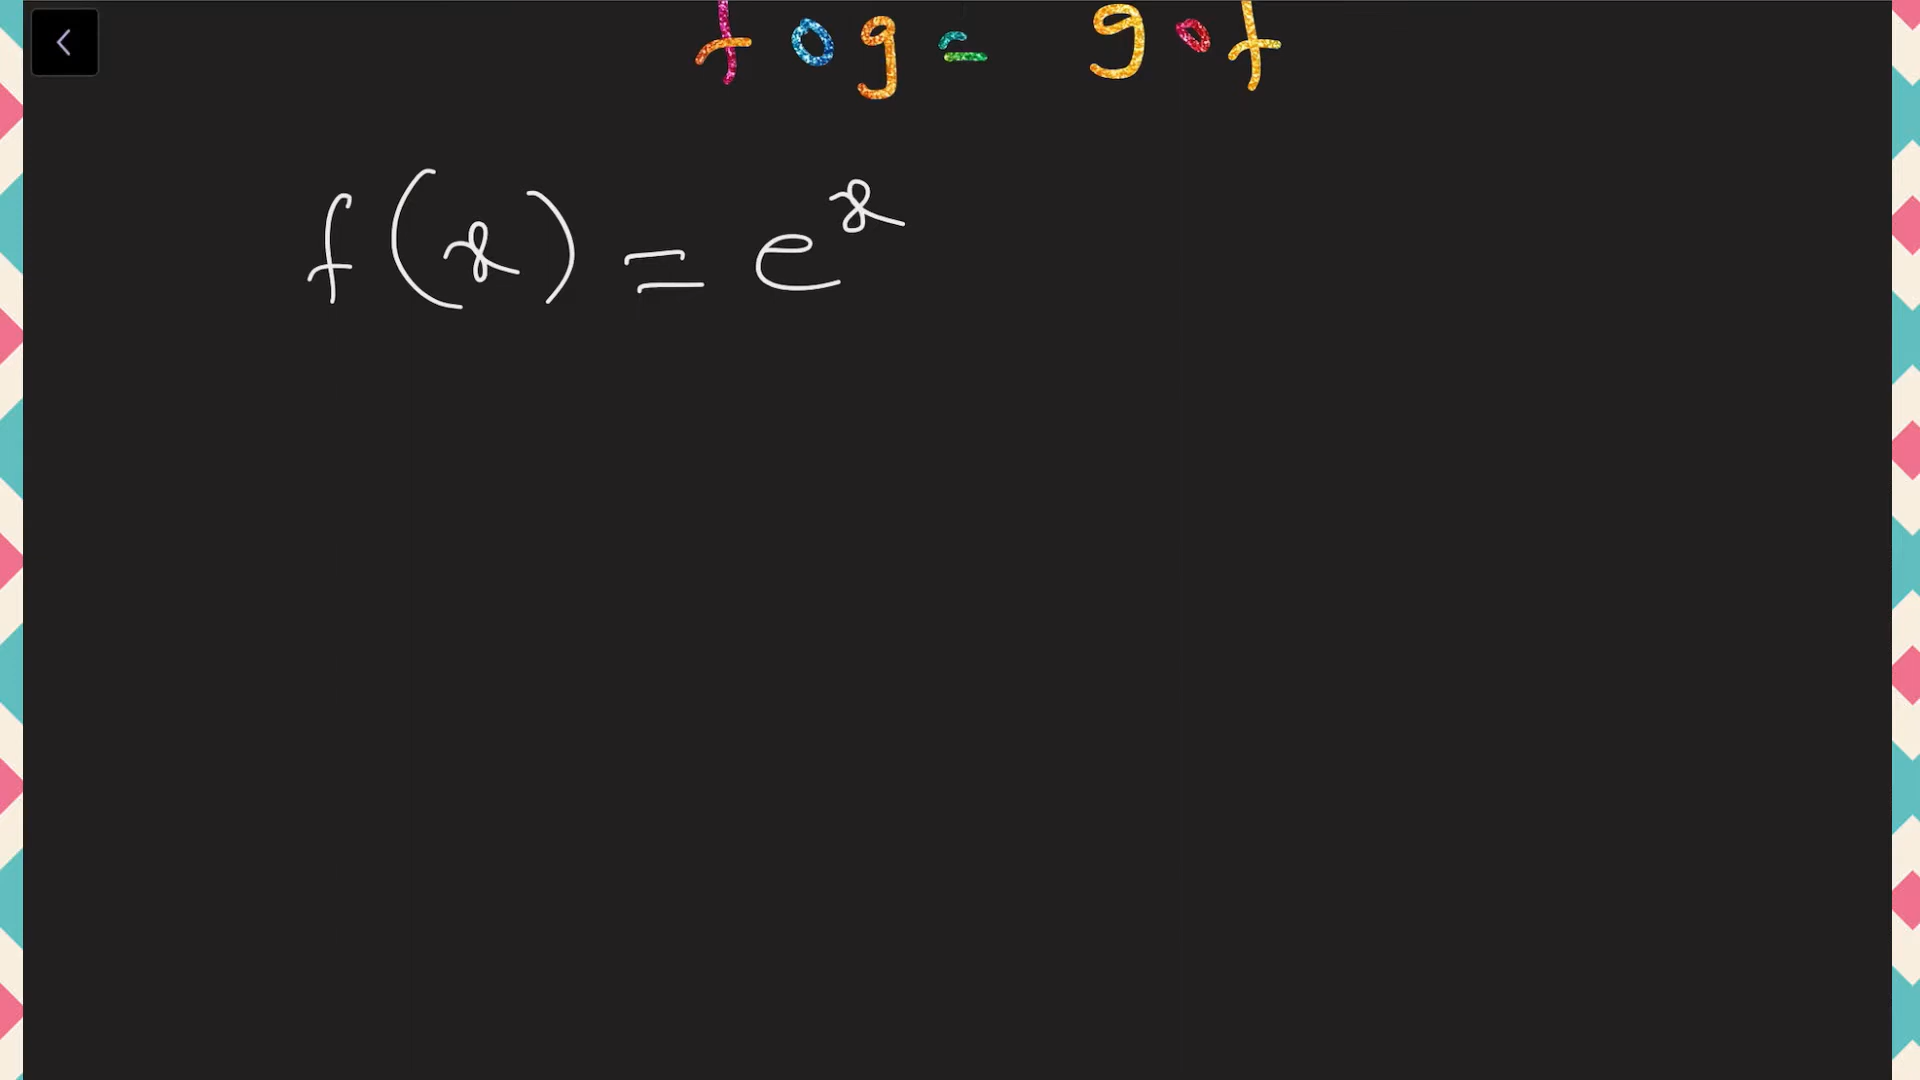 f o g = g o f
f(x) = e^x